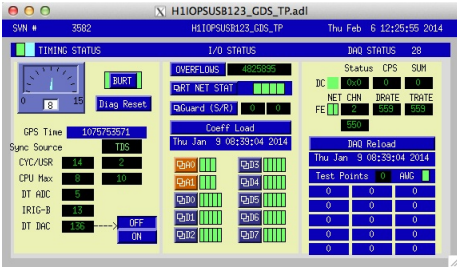 H1IOPSUSB123_GDS_TP.adl
SVN # 3582 H1IOPSUSB123_GDS_TP Thu Feb 6 12:25:55 2014
TIMING STATUS I/O STATUS DAQ STATUS 28
0 15
8
BURT
Diag Reset
GPS Time 1075753571
Sync Source TDS
CYC/USR 14 2
CPU Max 8 10
DT ADC 5
IRIG-B 13
DT DAC 136 OFF
ON
OVERFLOWS 4825895
RT NET STAT
Guard (S/R) 0 0
Coeff Load
Thu Jan 9 08:39:04 2014
A0 D3
A1 D4
D0 D5
D1 D6
D2 D7
Status CPS SUM
DC 0x0 0 0
NET CHN DRATE TRATE
FE 2 559 559
550
DAQ Reload
Thu Jan 9 08:39:04 2014
Test Points 0 AWG
0 0 0
0 0 0
0 0 0
0 0 0
0 0 0
0 0 0